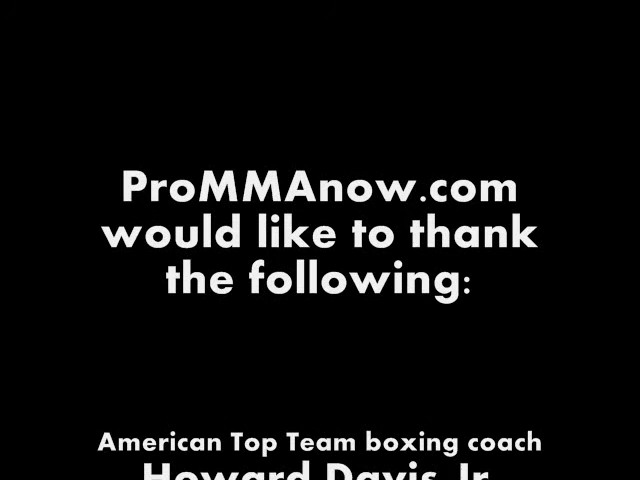 ProMMAnow.com
would like to thank
the following:
American Top Team boxing coach
Howard Davis Jr.